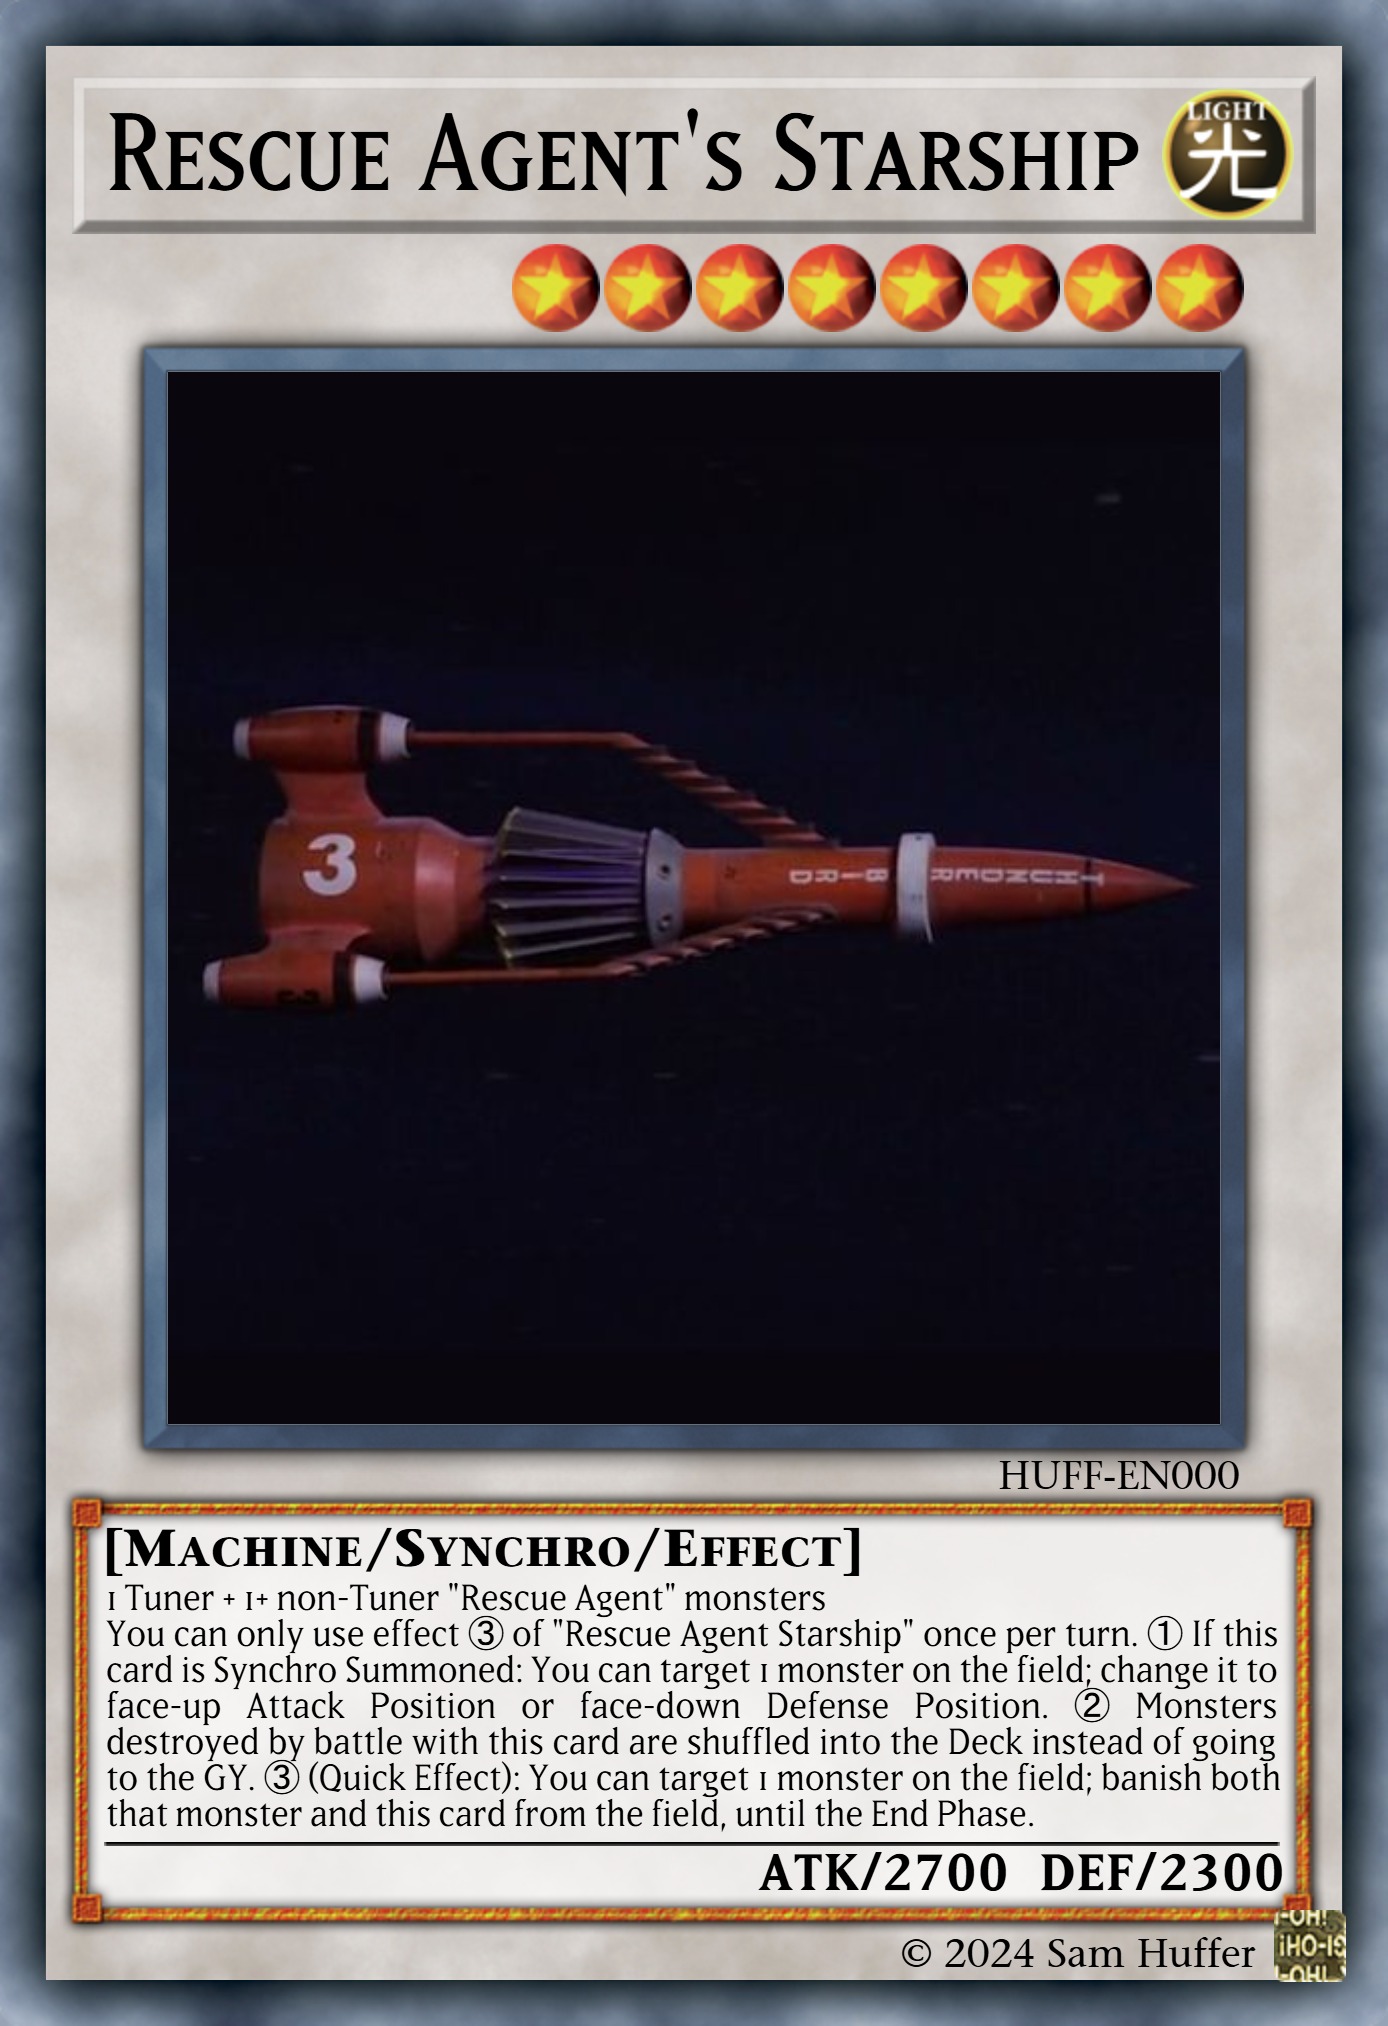 RESCUE AGENT'S STARSHIP
LIGHT
光
3
THUNDERBIRD
3
HUFF-EN000
[MACHINE/SYNCHRO/EFFECT]
1 Tuner + 1+ non-Tuner "Rescue Agent" monsters
You can only use effect ③ of "Rescue Agent Starship" once per turn. ① If this
card is Synchro Summoned: You can target 1 monster on the field; change it to
face-up Attack Position or face-down Defense Position. ② Monsters
destroyed by battle with this card are shuffled into the Deck instead of going
to the GY. ③ (Quick Effect): You can target 1 monster on the field; banish both
that monster and this card from the field, until the End Phase.
ATK/2700 DEF/2300
© 2024 Sam Huffer